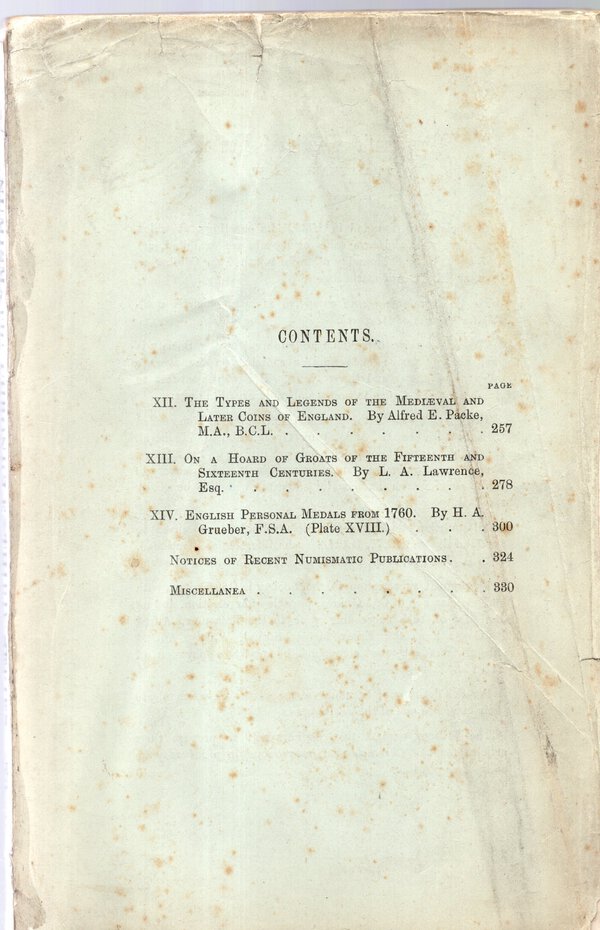 CONTENTS.
PAGE
XII. The Types and Legends of the Mediæval and
Later Coins of England. By Alfred E. Packe,
M.A., B.C.L. . . . . . . . 257
XIII. On a Hoard of Groats of the Fifteenth and
Sixteenth Centuries. By L. A. Lawrence,
Esq. . . . . . . . . . 278
XIV. English Personal Medals from 1760. By H. A.
Grueber, F.S.A. (Plate XVIII.) . . . 300
Notices of Recent Numismatic Publications . . 324
Miscellanea . . . . . . . . 330